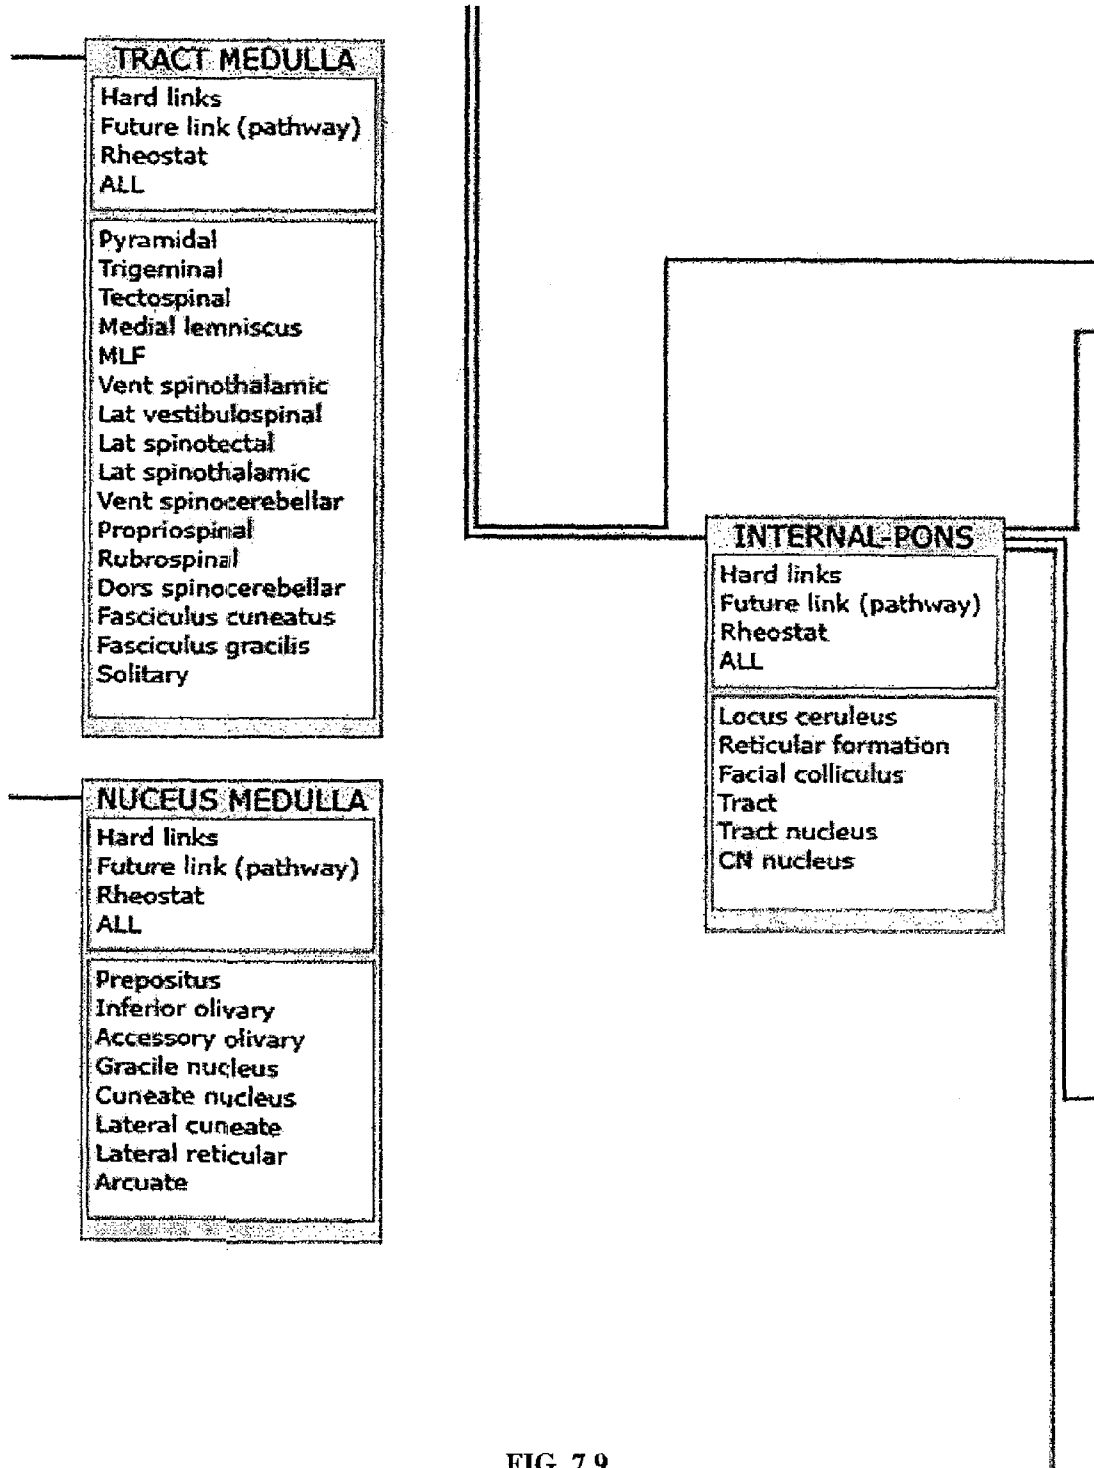 TRACT MEDULLA
Hard links
Future link (pathway)
Rheostat
ALL
Pyramidal
Trigeminal
Tectospinal
Medial lemniscus
MLF
Vent spinothalamic
Lat vestibulospinal
Lat spinotectal
Lat spinothalamic
Vent spinocerebellar
Propriospinal
Rubrospinal
Dors spinocerebellar
Fasciculus cuneatus
Fasciculus gracilis
Solitary
NUCEUS MEDULLA
Hard links
Future link (pathway)
Rheostat
ALL
Prepositus
Inferior olivary
Accessory olivary
Gracile nucleus
Cuneate nucleus
Lateral cuneate
Lateral reticular
Arcuate
INTERNAL-PONS
Hard links
Future link (pathway)
Rheostat
ALL
Locus ceruleus
Reticular formation
Facial colliculus
Tract
Tract nucleus
CN nucleus
FIG. 7.9